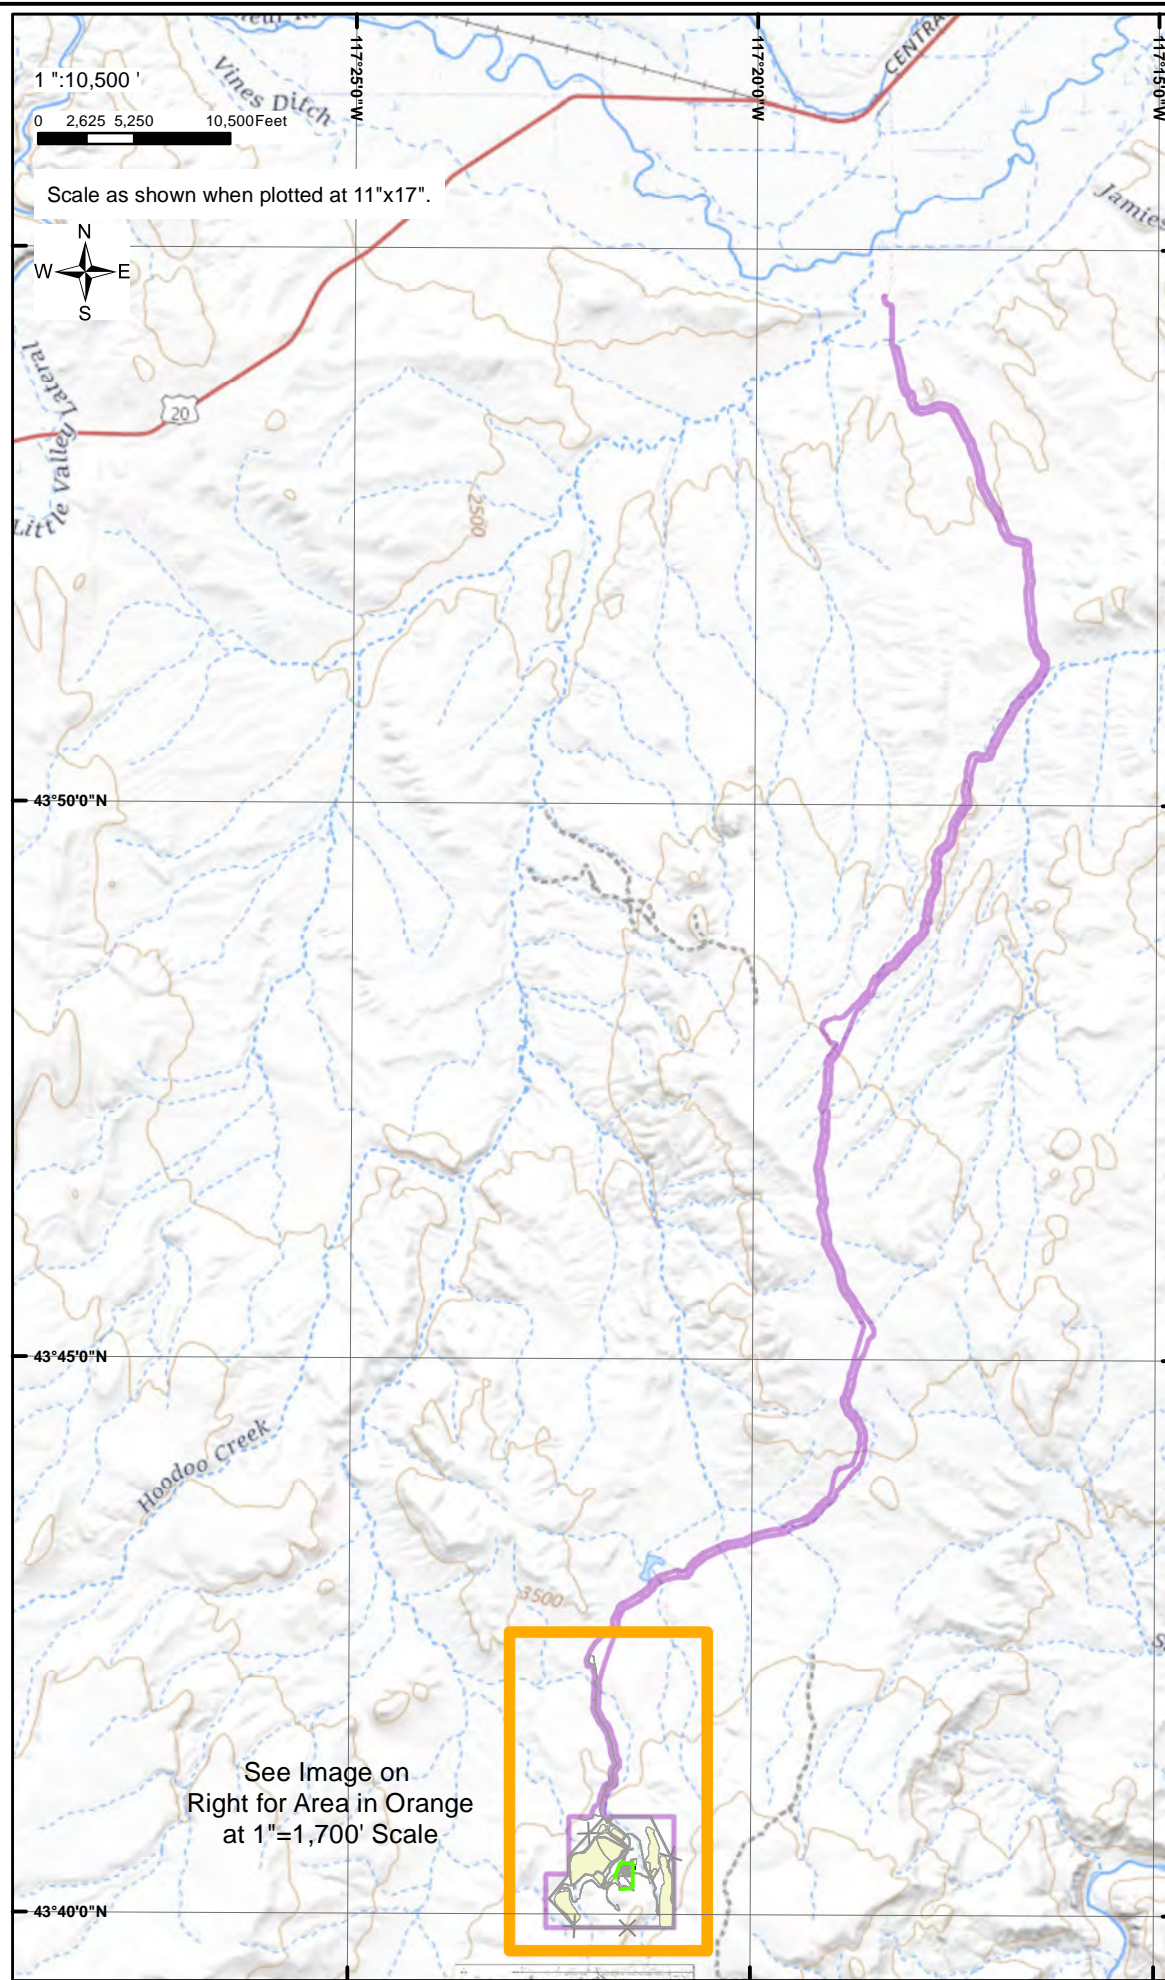 117°25'0"W
117°20'0"W
117°15'0"W
CENTRA
1 ":10,500 '
Vines Ditch
0 2,625 5,250 10,500Feet
Scale as shown when plotted at 11"x17".
N
W E
S
Jamies
20
Little Valley Lateral
2500
43°50'0"N
43°45'0"N
Hoodoo Creek
3500
See Image on
Right for Area in Orange
at 1"=1,700' Scale
43°40'0"N